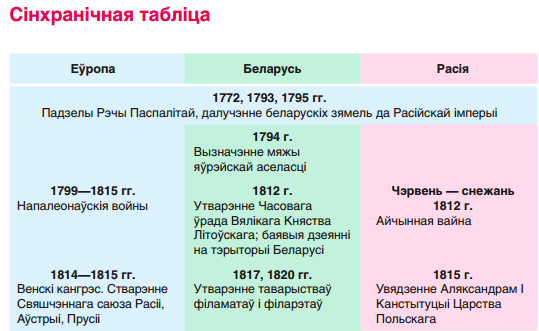 Сінхранічная табліца
Еўропа
Беларусь
Расія
1772, 1793, 1795 гг.
Падзелы Рэчы Паспалітай, далучэнне беларускіх зямель да Расійскай імперыі
1794 г.
Вызначэнне мяжы
яўрэйскай аселасці
1799—1815 гг.
Напалеонаўскія войны
1812 г.
Утварэнне Часовага
ўрада Вялікага Княства
Літоўскага; баявыя дзеянні
на тэрыторыі Беларусі
Чэрвень — снежань
1812 г.
Айчынная вайна
1814—1815 гг.
Венскі кангрэс. Стварэнне
Свяшчэннага саюза Расіі,
Аўстрыі, Прусіі
1817, 1820 гг.
Утварэнне таварыстваў
філаматаў і філарэтаў
1815 г.
Увядзенне Аляксандрам I
Канстытуцыі Царства
Польскага